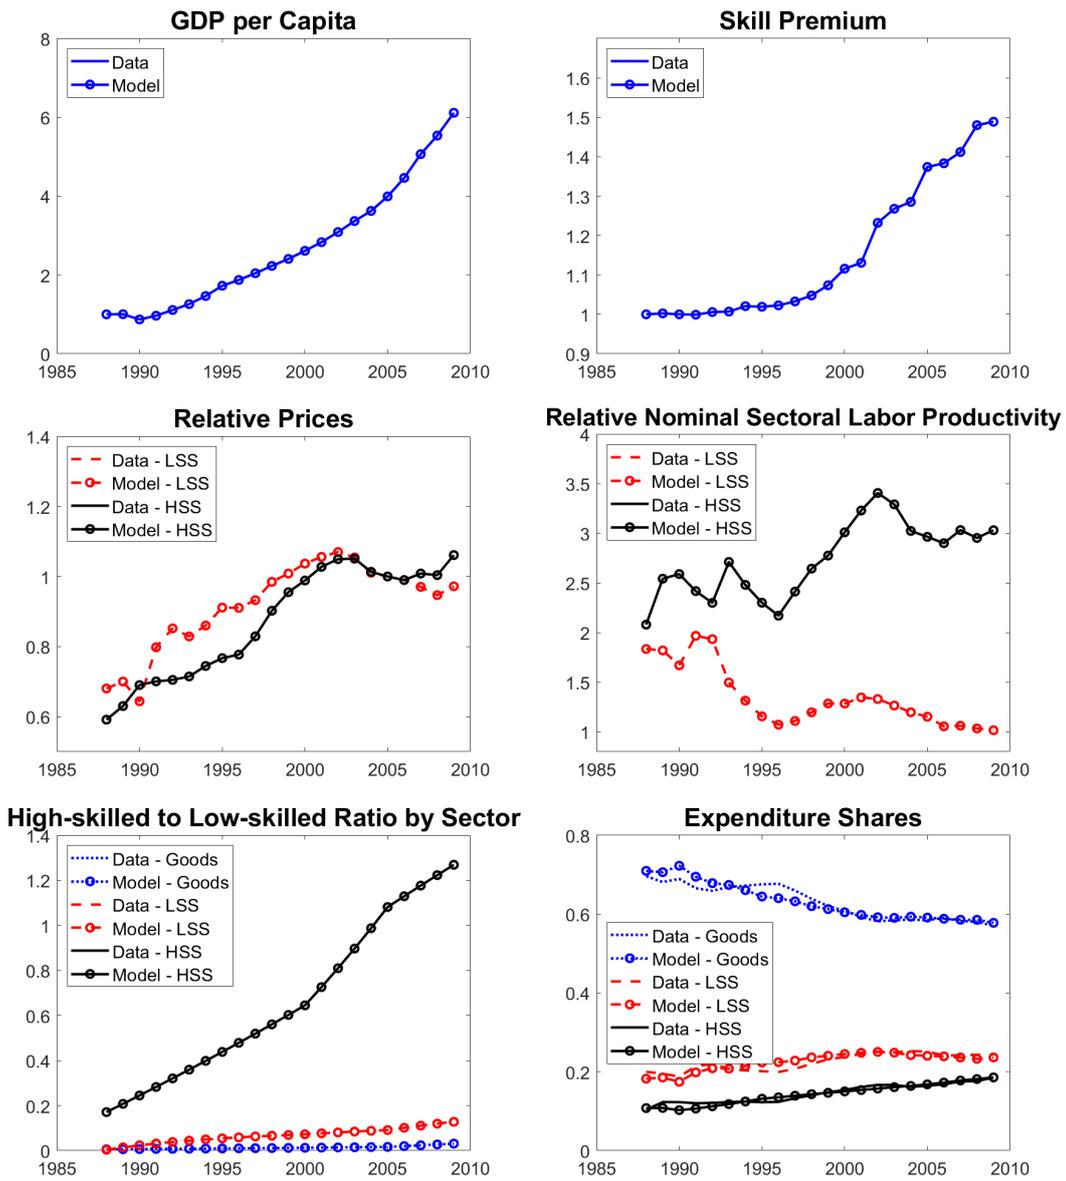 GDP per Capita
8
6
4
2
0
Data
Model
1985 1990 1995 2000 2005 2010
Skill Premium
1.6
1.5
1.4
1.3
1.2
1.1
1
0.9
Data
Model
1985 1990 1995 2000 2005 2010
Relative Prices
1.4
1.2
1
0.8
0.6
Data - LSS
Model - LSS
Data - HSS
Model - HSS
1985 1990 1995 2000 2005 2010
Relative Nominal Sectoral Labor Productivity
4
3.5
3
2.5
2
1.5
1
Data - LSS
Model - LSS
Data - HSS
Model - HSS
1985 1990 1995 2000 2005 2010
High-skilled to Low-skilled Ratio by Sector
1.4
1.2
1
0.8
0.6
0.4
0.2
0
Data - Goods
Model - Goods
Data - LSS
Model - LSS
Data - HSS
Model - HSS
1985 1990 1995 2000 2005 2010
Expenditure Shares
0.8
0.6
0.4
0.2
0
Data - Goods
Model - Goods
Data - LSS
Model - LSS
Data - HSS
Model - HSS
1985 1990 1995 2000 2005 2010